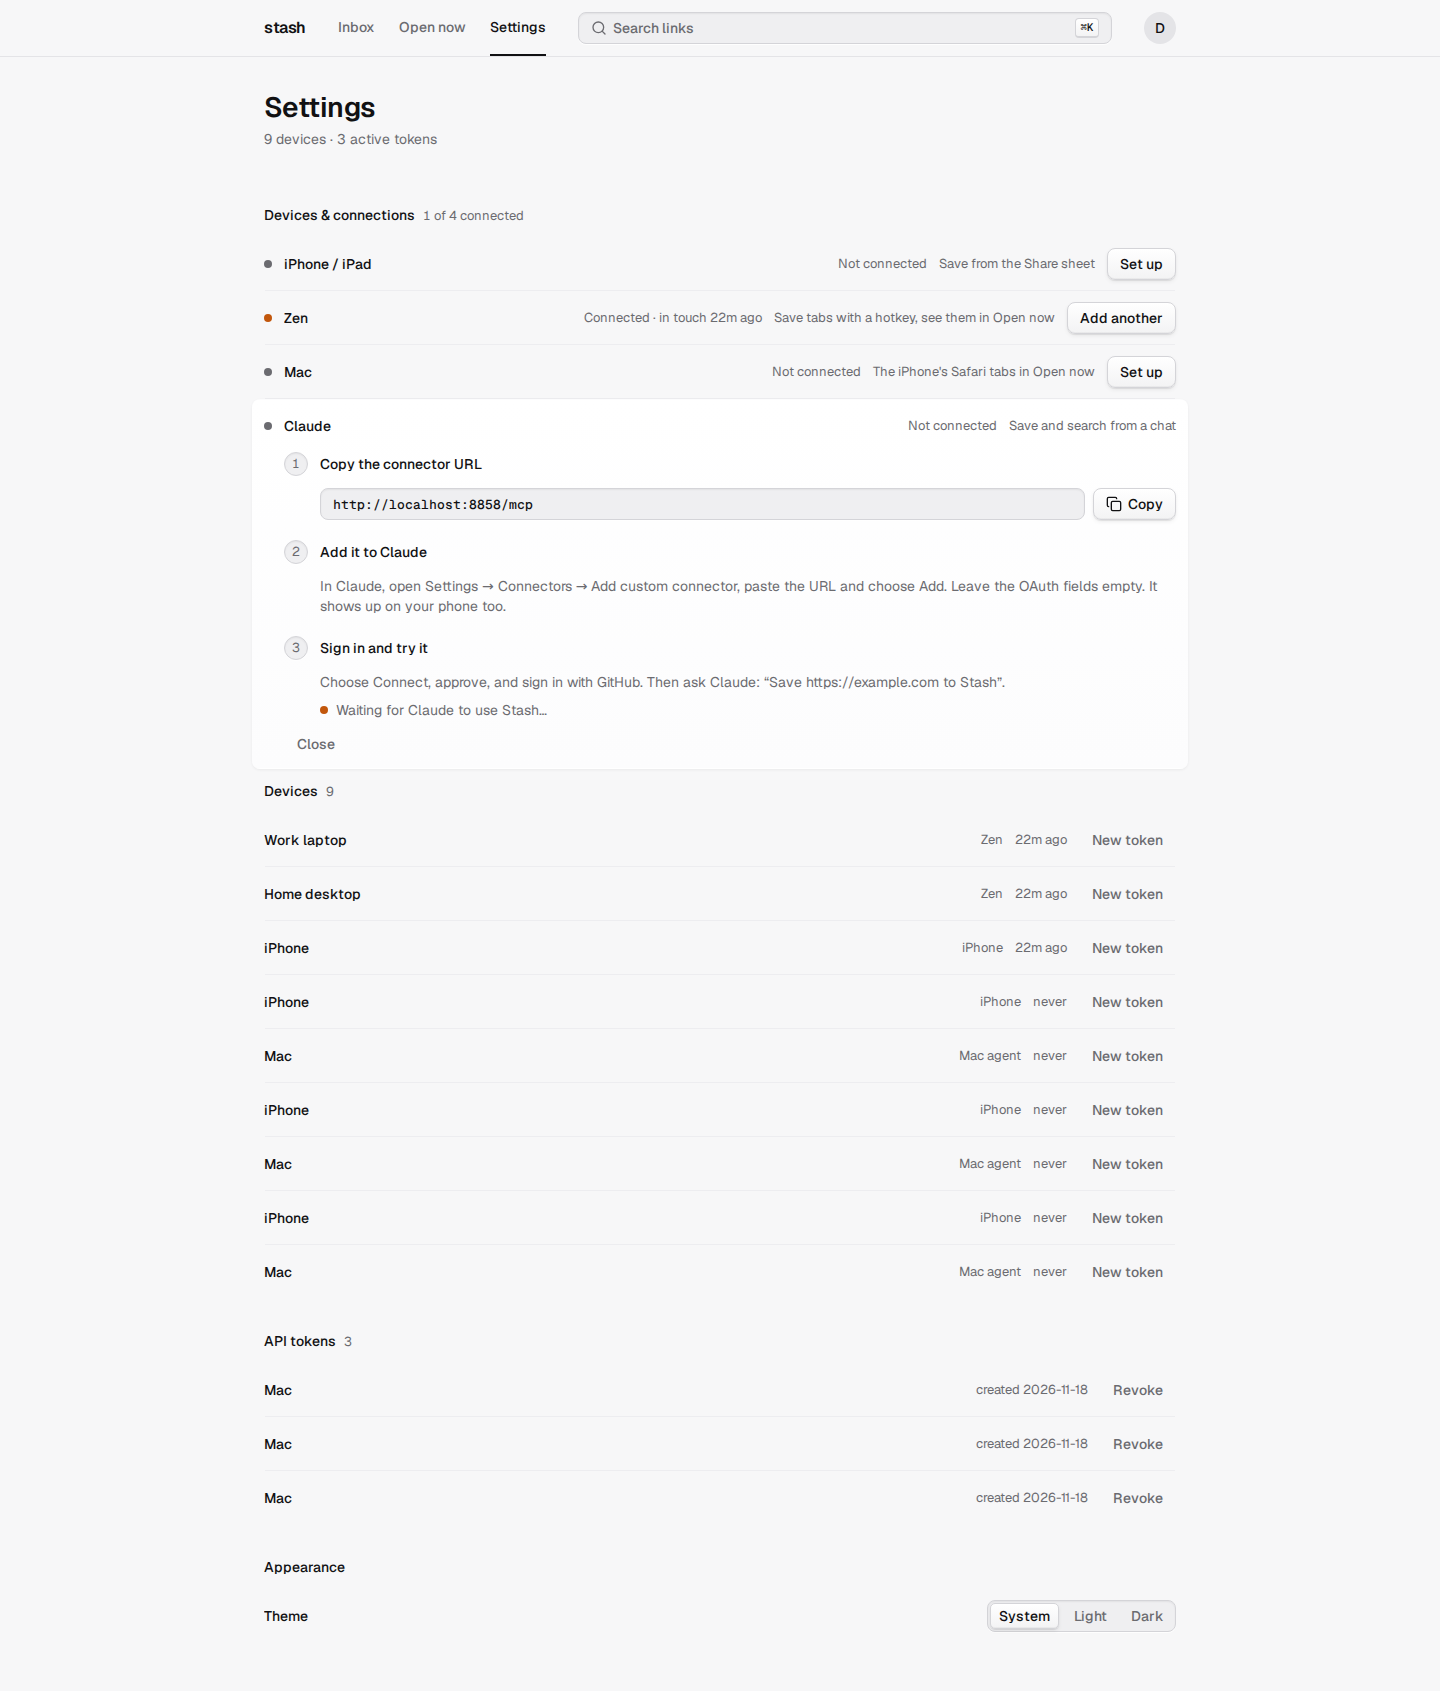 stash Inbox Open now Settings Search links ⌘K D
Settings
9 devices · 3 active tokens
Devices & connections 1 of 4 connected
iPhone / iPad Not connected Save from the Share sheet Set up
Zen Connected · in touch 22m ago Save tabs with a hotkey, see them in Open now Add another
Mac Not connected The iPhone's Safari tabs in Open now Set up
Claude Not connected Save and search from a chat
1 Copy the connector URL
http://localhost:8858/mcp Copy
2 Add it to Claude
In Claude, open Settings → Connectors → Add custom connector, paste the URL and choose Add. Leave the OAuth fields empty. It
shows up on your phone too.
3 Sign in and try it
Choose Connect, approve, and sign in with GitHub. Then ask Claude: “Save https://example.com to Stash”.
Waiting for Claude to use Stash…
Close
Devices 9
Work laptop Zen 22m ago New token
Home desktop Zen 22m ago New token
iPhone iPhone 22m ago New token
iPhone iPhone never New token
Mac Mac agent never New token
iPhone iPhone never New token
Mac Mac agent never New token
iPhone iPhone never New token
Mac Mac agent never New token
API tokens 3
Mac created 2026-11-18 Revoke
Mac created 2026-11-18 Revoke
Mac created 2026-11-18 Revoke
Appearance
Theme System Light Dark